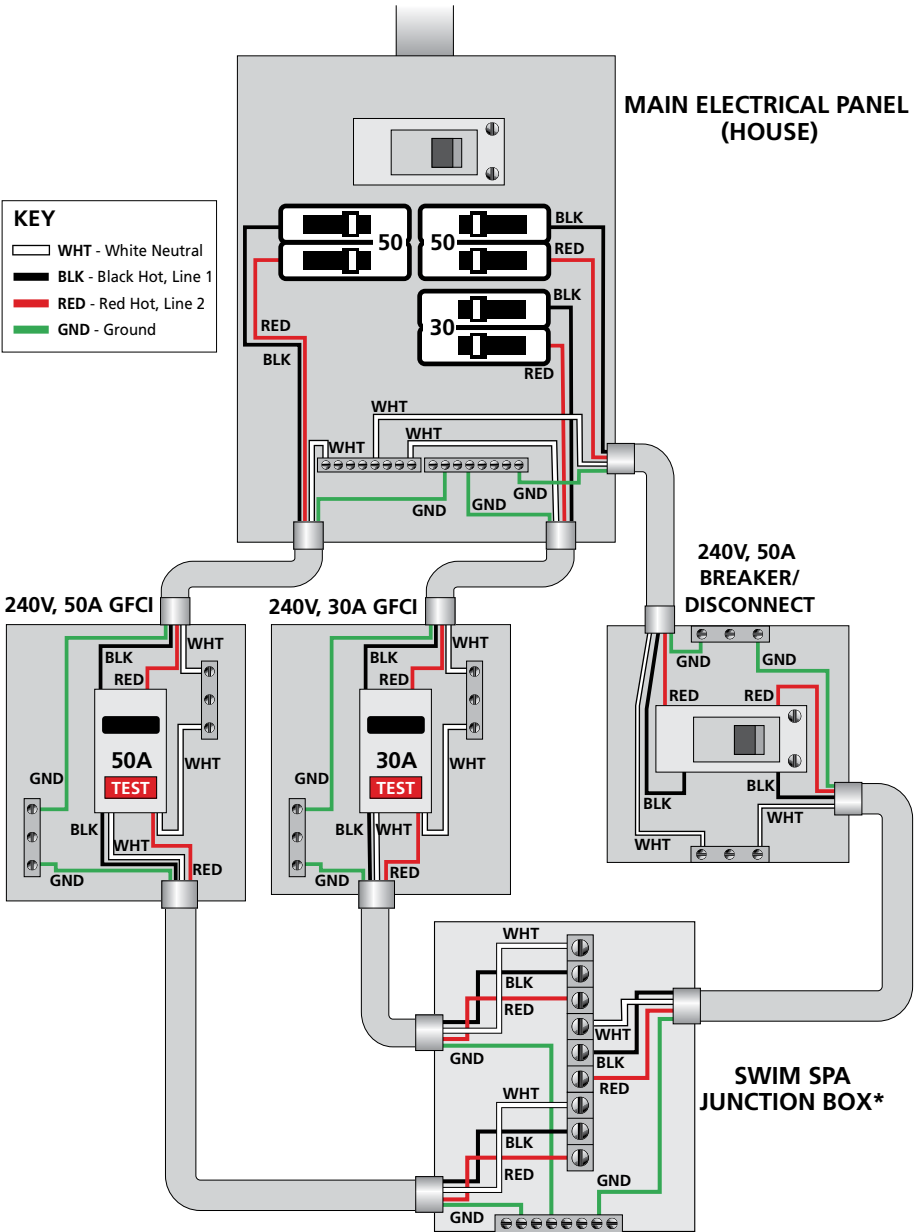 MAIN ELECTRICAL PANEL
(HOUSE)
KEY
WHT - White Neutral
BLK - Black Hot, Line 1
RED - Red Hot, Line 2
GND - Ground
50
50
BLK
RED
30
BLK
RED
RED
BLK
WHT
WHT
WHT
GND
GND
GND
240V, 50A GFCI
WHT
BLK
RED
50A
TEST
WHT
GND
BLK
WHT
RED
GND
240V, 30A GFCI
WHT
BLK
RED
30A
TEST
WHT
GND
BLK
WHT
RED
GND
240V, 50A
BREAKER/
DISCONNECT
GND
GND
RED
RED
BLK
BLK
WHT
WHT
WHT
BLK
RED
GND
WHT
BLK
RED
WHT
BLK
RED
GND
GND
SWIM SPA
JUNCTION BOX*